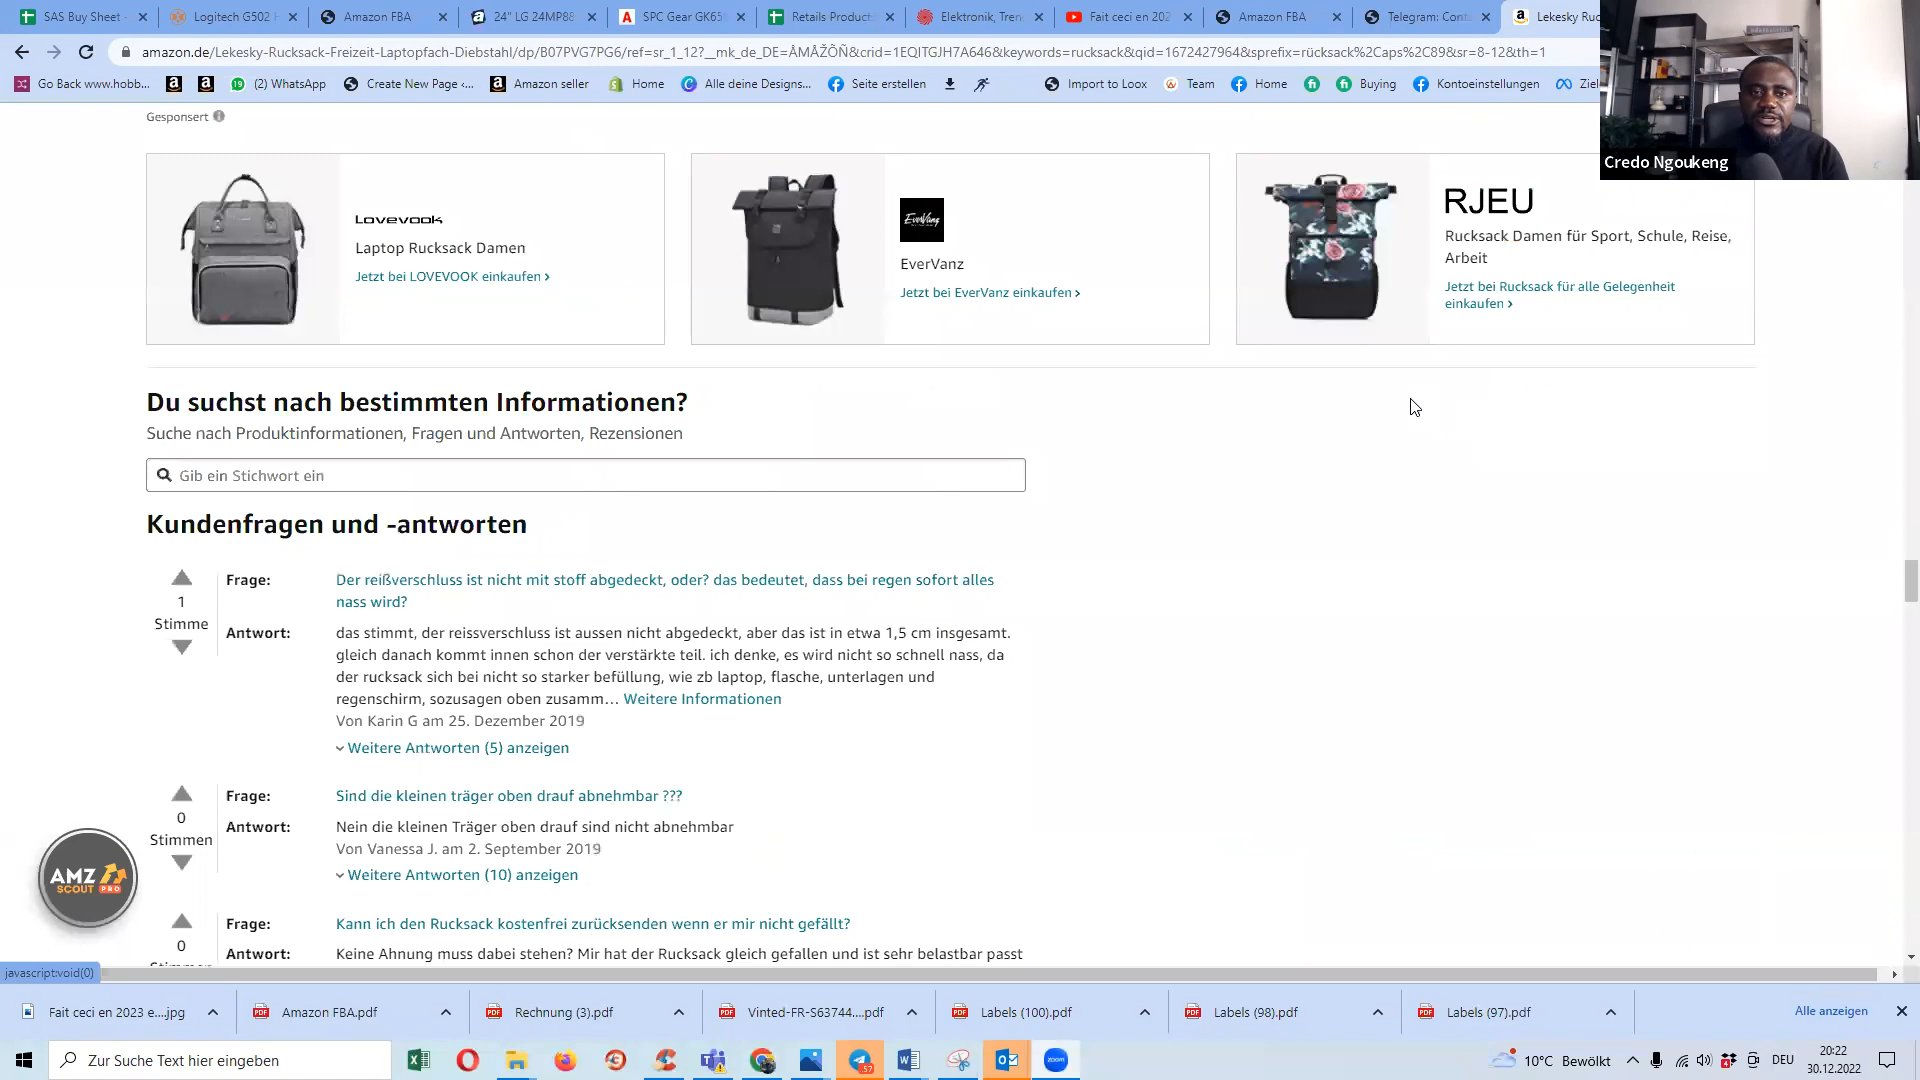 SAS Buy Sheet -
Logitech G502 H
Amazon FBA
24" LG 24MP88
SPC Gear GK65
Retails Product
Elektronik, Tren
Fait ceci en 202
Amazon FBA
Telegram: Conta
Lekesky Ruc
amazon.de/Lekesky-Rucksack-Freizeit-Laptopfach-Diebstahl/dp/B07PVG7PG6/ref=sr_1_12?__mk_de_DE=ÅMÅŽÕÑ&crid=1EQITGJH7A646&keywords=rucksack&qid=1672427964&sprefix=rücksack%2Caps%2C89&sr=8-12&th=1
Go Back www.hobb...
(2) WhatsApp
Create New Page ‹...
Amazon seller
Home
Alle deine Designs...
Seite erstellen
Import to Loox
Team
Home
Buying
Kontoeinstellungen
Ziel
Credo Ngoukeng
Gesponsert
Lovevook
Laptop Rucksack Damen
Jetzt bei LOVEVOOK einkaufen ›
EverVanz
EverVanz
Jetzt bei EverVanz einkaufen ›
RJEU
Rucksack Damen für Sport, Schule, Reise,
Arbeit
Jetzt bei Rucksack für alle Gelegenheit
einkaufen ›
Du suchst nach bestimmten Informationen?
Suche nach Produktinformationen, Fragen und Antworten, Rezensionen
Gib ein Stichwort ein
Kundenfragen und -antworten
1
Stimme
Frage:
Der reißverschluss ist nicht mit stoff abgedeckt, oder? das bedeutet, dass bei regen sofort alles
nass wird?
Antwort:
das stimmt, der reissverschluss ist aussen nicht abgedeckt, aber das ist in etwa 1,5 cm insgesamt.
gleich danach kommt innen schon der verstärkte teil. ich denke, es wird nicht so schnell nass, da
der rucksack sich bei nicht so starker befüllung, wie zb laptop, flasche, unterlagen und
regenschirm, sozusagen oben zusamm… Weitere Informationen
Von Karin G am 25. Dezember 2019
Weitere Antworten (5) anzeigen
0
Stimmen
Frage:
Sind die kleinen träger oben drauf abnehmbar ???
Antwort:
Nein die kleinen Träger oben drauf sind nicht abnehmbar
Von Vanessa J. am 2. September 2019
Weitere Antworten (10) anzeigen
AMZ
SCOUT PRO
0
Stimmen
Frage:
Kann ich den Rucksack kostenfrei zurücksenden wenn er mir nicht gefällt?
Antwort:
Keine Ahnung muss dabei stehen? Mir hat der Rucksack gleich gefallen und ist sehr belastbar passt
javascript:void(0)
Fait ceci en 2023 e....jpg
Amazon FBA.pdf
Rechnung (3).pdf
Vinted-FR-S63744....pdf
Labels (100).pdf
Labels (98).pdf
Labels (97).pdf
Alle anzeigen
Zur Suche Text hier eingeben
57
zoom
10°C Bewölkt
DEU
20:22
30.12.2022